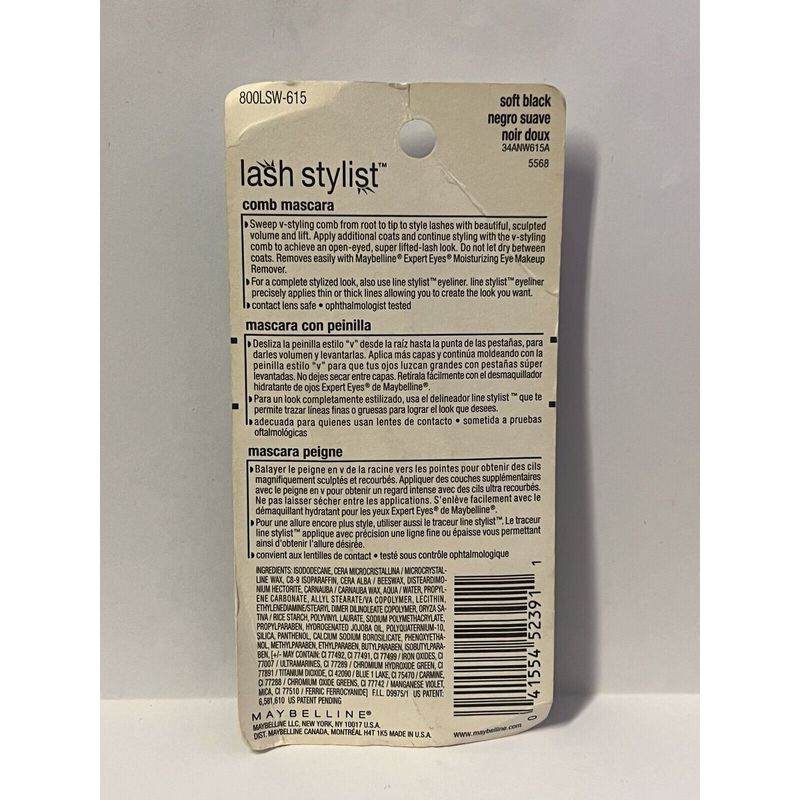 800LSW-615
soft black
negro suave
noir doux
34ANW615A
5568
lash stylist™
comb mascara
Sweep v-styling comb from root to tip to style lashes with beautiful, sculpted
volume and lift. Apply additional coats and continue styling with the v-styling
comb to achieve an open-eyed, super lifted-lash look. Do not let dry between
coats. Removes easily with Maybelline® Expert Eyes® Moisturizing Eye Makeup
Remover.
For a complete stylized look, also use line stylist™ eyeliner. line stylist™ eyeliner
precisely applies thin or thick lines allowing you to create the look you want.
contact lens safe • ophthalmologist tested
mascara con peinilla
Desliza la peinilla estilo "v" desde la raíz hasta la punta de las pestañas, para
darles volumen y levantarlas. Aplica más capas y continúa moldeando con la
peinilla estilo "v" para que tus ojos luzcan grandes con pestañas súper
levantadas. No dejes secar entre capas. Retírala fácilmente con el desmaquillador
hidratante de ojos Expert Eyes® de Maybelline®.
Para un look completamente estilizado, usa el delineador line stylist ™ que te
permite trazar líneas finas o gruesas para lograr el look que desees.
adecuada para quienes usan lentes de contacto • sometida a pruebas
oftalmológicas
mascara peigne
Balayer le peigne en v de la racine vers les pointes pour obtenir des cils
magnifiquement sculptés et recourbés. Appliquer des couches supplémentaires
avec le peigne en v pour obtenir un regard intense avec des cils ultra recourbés.
Ne pas laisser sécher entre les applications. S'enlève facilement avec le
démaquillant hydratant pour les yeux Expert Eyes® de Maybelline®.
Pour une allure encore plus style, utiliser aussi le traceur line stylist™. Le traceur
line stylist™ applique avec précision une ligne fine ou épaisse vous permettant
ainsi d'obtenir l'allure désirée.
convient aux lentilles de contact • testé sous contrôle ophtalmologique
INGREDIENTS: ISODODECANE, CERA MICROCRISTALLINA / MICROCRYSTAL-
LINE WAX, C8-9 ISOPARAFFIN, CERA ALBA / BEESWAX, DISTEARDIMO-
NIUM HECTORITE, CARNAUBA / CARNAUBA WAX, AQUA / WATER, PROPYL-
ENE CARBONATE, ALLYL STEARATE/VA COPOLYMER, LECITHIN,
ETHYLENEDIAMINE/STEARYL DIMER DILINOLEATE COPOLYMER, ORYZA SA-
TIVA / RICE STARCH, POLYVINYL LAURATE, SODIUM POLYMETHACRYLATE,
PROPYLPARABEN, HYDROGENATED JOJOBA OIL, POLYQUATERNIUM-10,
SILICA, PANTHENOL, CALCIUM SODIUM BOROSILICATE, PHENOXYETHA-
NOL, METHYLPARABEN, ETHYLPARABEN, BUTYLPARABEN, ISOBUTYLPARA-
BEN, [+/- MAY CONTAIN: CI 77492, CI 77491, CI 77499 / IRON OXIDES, CI
77007 / ULTRAMARINES, CI 77289 / CHROMIUM HYDROXIDE GREEN, CI
77891 / TITANIUM DIOXIDE, CI 42090 / BLUE 1 LAKE, CI 75470 / CARMINE,
CI 77288 / CHROMIUM OXIDE GREENS, CI 77742 / MANGANESE VIOLET,
MICA, CI 77510 / FERRIC FERROCYANIDE] F.I.L. D9975/1 US PATENT:
6,581,610 US PATENT PENDING
0 41554 52391 1
MAYBELLINE®
MAYBELLINE LLC, NEW YORK, NY 10017 U.S.A.
DIST. MAYBELLINE CANADA, MONTRÉAL H4T 1K5 MADE IN U.S.A.
www.maybelline.com